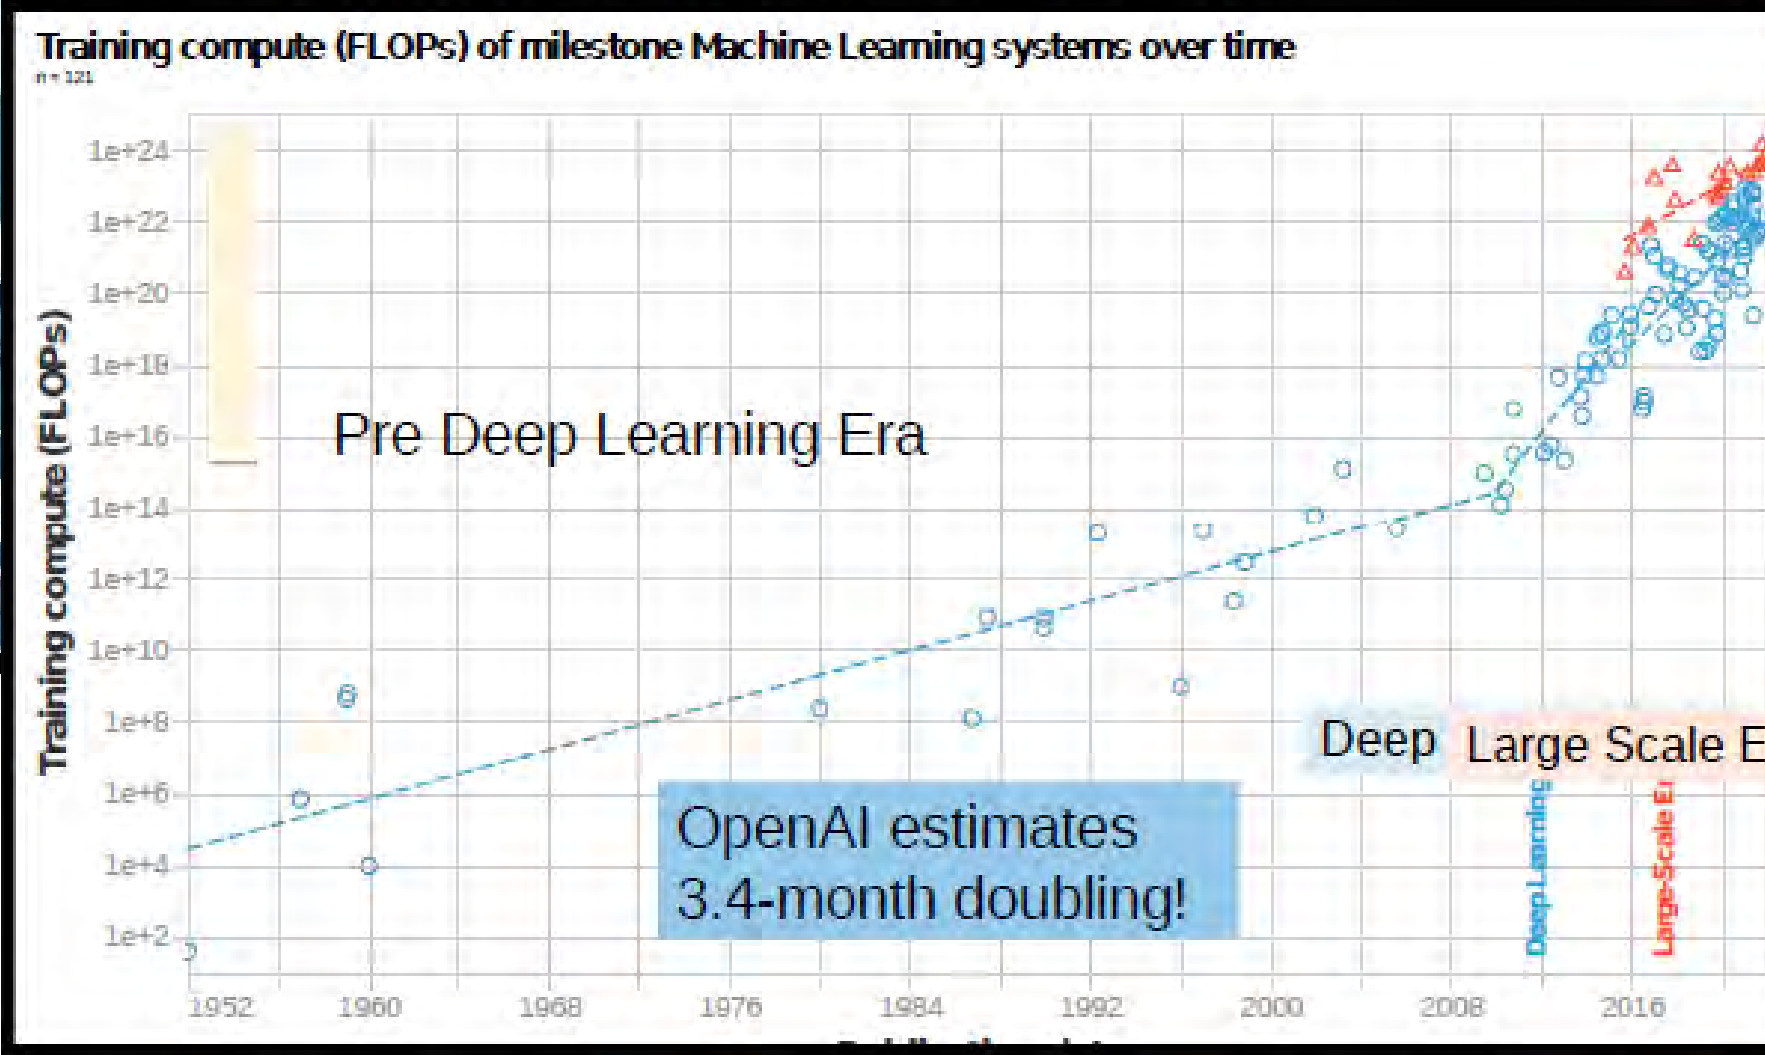 Training compute (FLOPs) of milestone Machine Learning systems over time
n = 121
Training compute (FLOPs)
1e+24
1e+22
1e+20
1e+18
1e+16
1e+14
1e+12
1e+10
1e+8
1e+6
1e+4
1e+2
Pre Deep Learning Era
Deep
Large Scale E
OpenAI estimates
3.4-month doubling!
Deep Learning
Large-Scale Er
1952 1960 1968 1976 1984 1992 2000 2008 2016